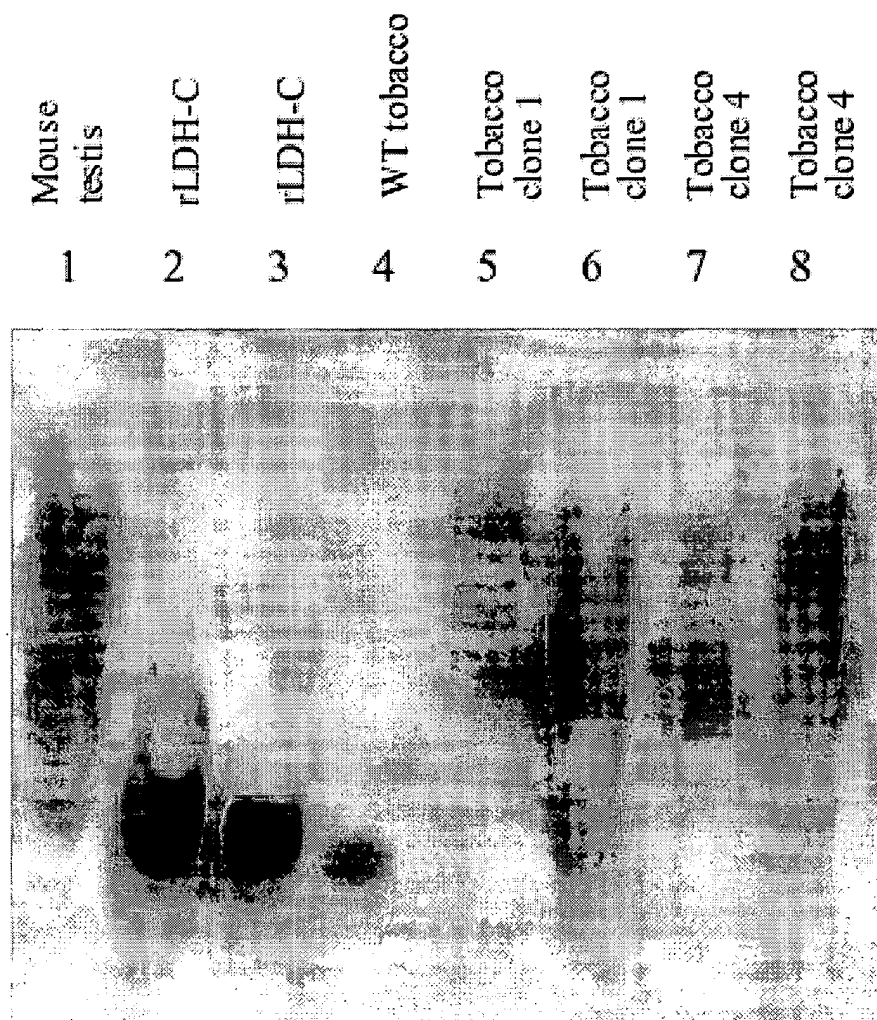 Mouse
testis
rLDH-C
rLDH-C
WT tobacco
Tobacco
clone 1
Tobacco
clone 1
Tobacco
clone 4
Tobacco
clone 4
1 2 3 4 5 6 7 8